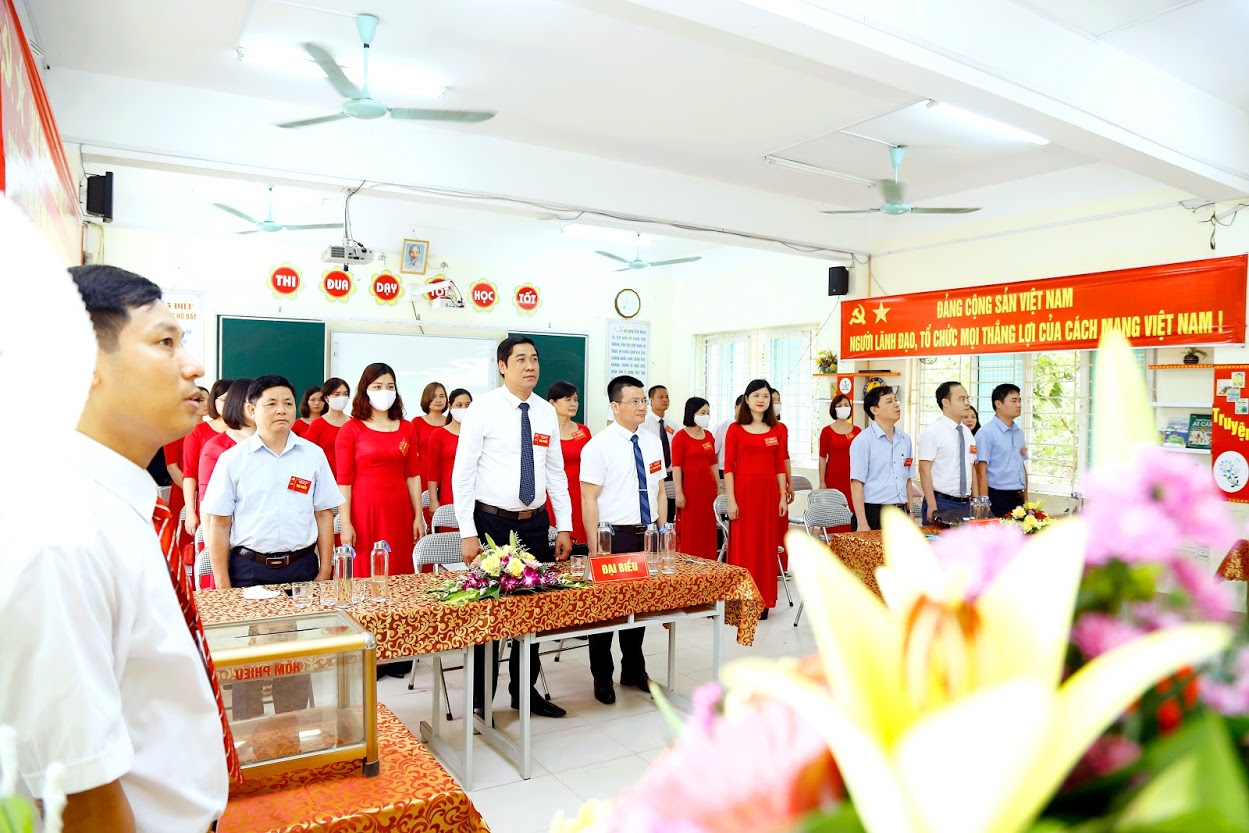 THI ĐUA DẠY TỐT HỌC TỐT
ĐẢNG CỘNG SẢN VIỆT NAM
NGƯỜI LÃNH ĐẠO, TỔ CHỨC MỌI THẮNG LỢI CỦA CÁCH MẠNG VIỆT NAM !
ĐẠI BIỂU
HÒM PHIẾU
Truyện